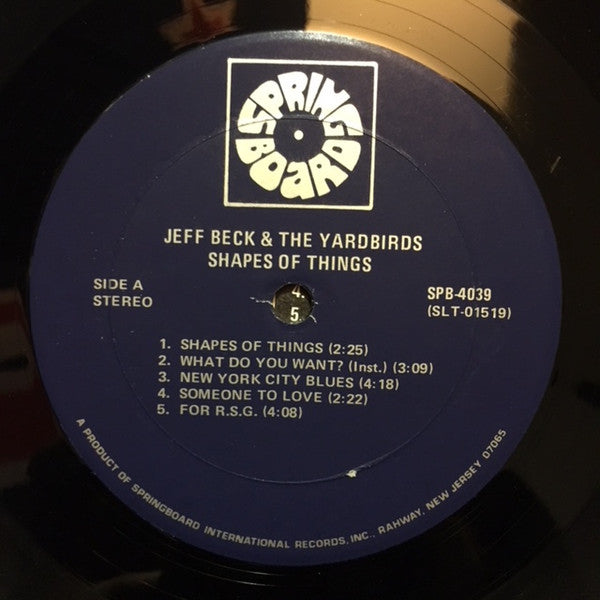 SPRING
BOARD
JEFF BECK & THE YARDBIRDS
SHAPES OF THINGS
SIDE A
STEREO
SPB-4039
(SLT-01519)
4.
5.
1. SHAPES OF THINGS (2:25)
2. WHAT DO YOU WANT? (Inst.) (3:09)
3. NEW YORK CITY BLUES (4:18)
4. SOMEONE TO LOVE (2:22)
5. FOR R.S.G. (4:08)
A PRODUCT OF SPRINGBOARD INTERNATIONAL RECORDS, INC., RAHWAY, NEW JERSEY 07065